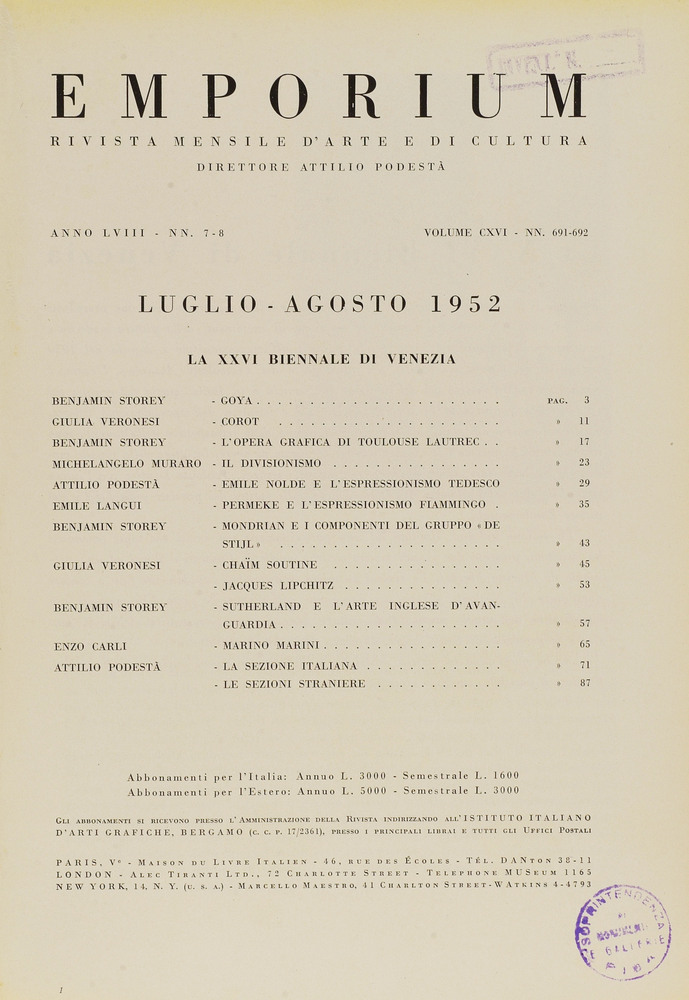 EMPORIUM
RIVISTA MENSILE D'ARTE E DI CULTURA
DIRETTORE ATTILIO PODESTÀ
ANNO LVIII - NN. 7-8 VOLUME CXVI - NN. 691-692
LUGLIO - AGOSTO 1952
LA XXVI BIENNALE DI VENEZIA
BENJAMIN STOREY - GOYA . . . . . . . . . . . . . . . . . . . . . . . PAG. 3
GIULIA VERONESI - COROT . . . . . . . . . . . . . . . . . . . . . » 11
BENJAMIN STOREY - L'OPERA GRAFICA DI TOULOUSE LAUTREC . . » 17
MICHELANGELO MURARO - IL DIVISIONISMO . . . . . . . . . . . . . . . . » 23
ATTILIO PODESTÀ - EMILE NOLDE E L'ESPRESSIONISMO TEDESCO » 29
EMILE LANGUI - PERMEKE E L'ESPRESSIONISMO FIAMMINGO . » 35
BENJAMIN STOREY - MONDRIAN E I COMPONENTI DEL GRUPPO «DE
STIJL» . . . . . . . . . . . . . . . . . . . . . » 43
GIULIA VERONESI - CHAÏM SOUTINE . . . . . . . . . . . . . . . . » 45
- JACQUES LIPCHITZ . . . . . . . . . . . . . . . » 53
BENJAMIN STOREY - SUTHERLAND E L'ARTE INGLESE D'AVAN-
GUARDIA . . . . . . . . . . . . . . . . . . . . . » 57
ENZO CARLI - MARINO MARINI . . . . . . . . . . . . . . . . . » 65
ATTILIO PODESTÀ - LA SEZIONE ITALIANA . . . . . . . . . . . . . » 71
- LE SEZIONI STRANIERE . . . . . . . . . . . . » 87
Abbonamenti per l'Italia: Annuo L. 3000 - Semestrale L. 1600
Abbonamenti per l'Estero: Annuo L. 5000 - Semestrale L. 3000
GLI ABBONAMENTI SI RICEVONO PRESSO L'AMMINISTRAZIONE DELLA RIVISTA INDIRIZZANDO ALL'ISTITUTO ITALIANO
D'ARTI GRAFICHE, BERGAMO (C. C. P. 17/2361), PRESSO I PRINCIPALI LIBRAI E TUTTI GLI UFFICI POSTALI
PARIS, Vᵉ - MAISON DU LIVRE ITALIEN - 46, RUE DES ÉCOLES - TÉL. DANTON 38-11
LONDON - ALEC TIRANTI LTD., 72 CHARLOTTE STREET - TELEPHONE MUSEUM 1165
NEW YORK, 14, N. Y. (U. S. A.) - MARCELLO MAESTRO, 41 CHARLTON STREET-WATKINS 4-4793
SOPRINTENDENZA
E GALLERIE
1